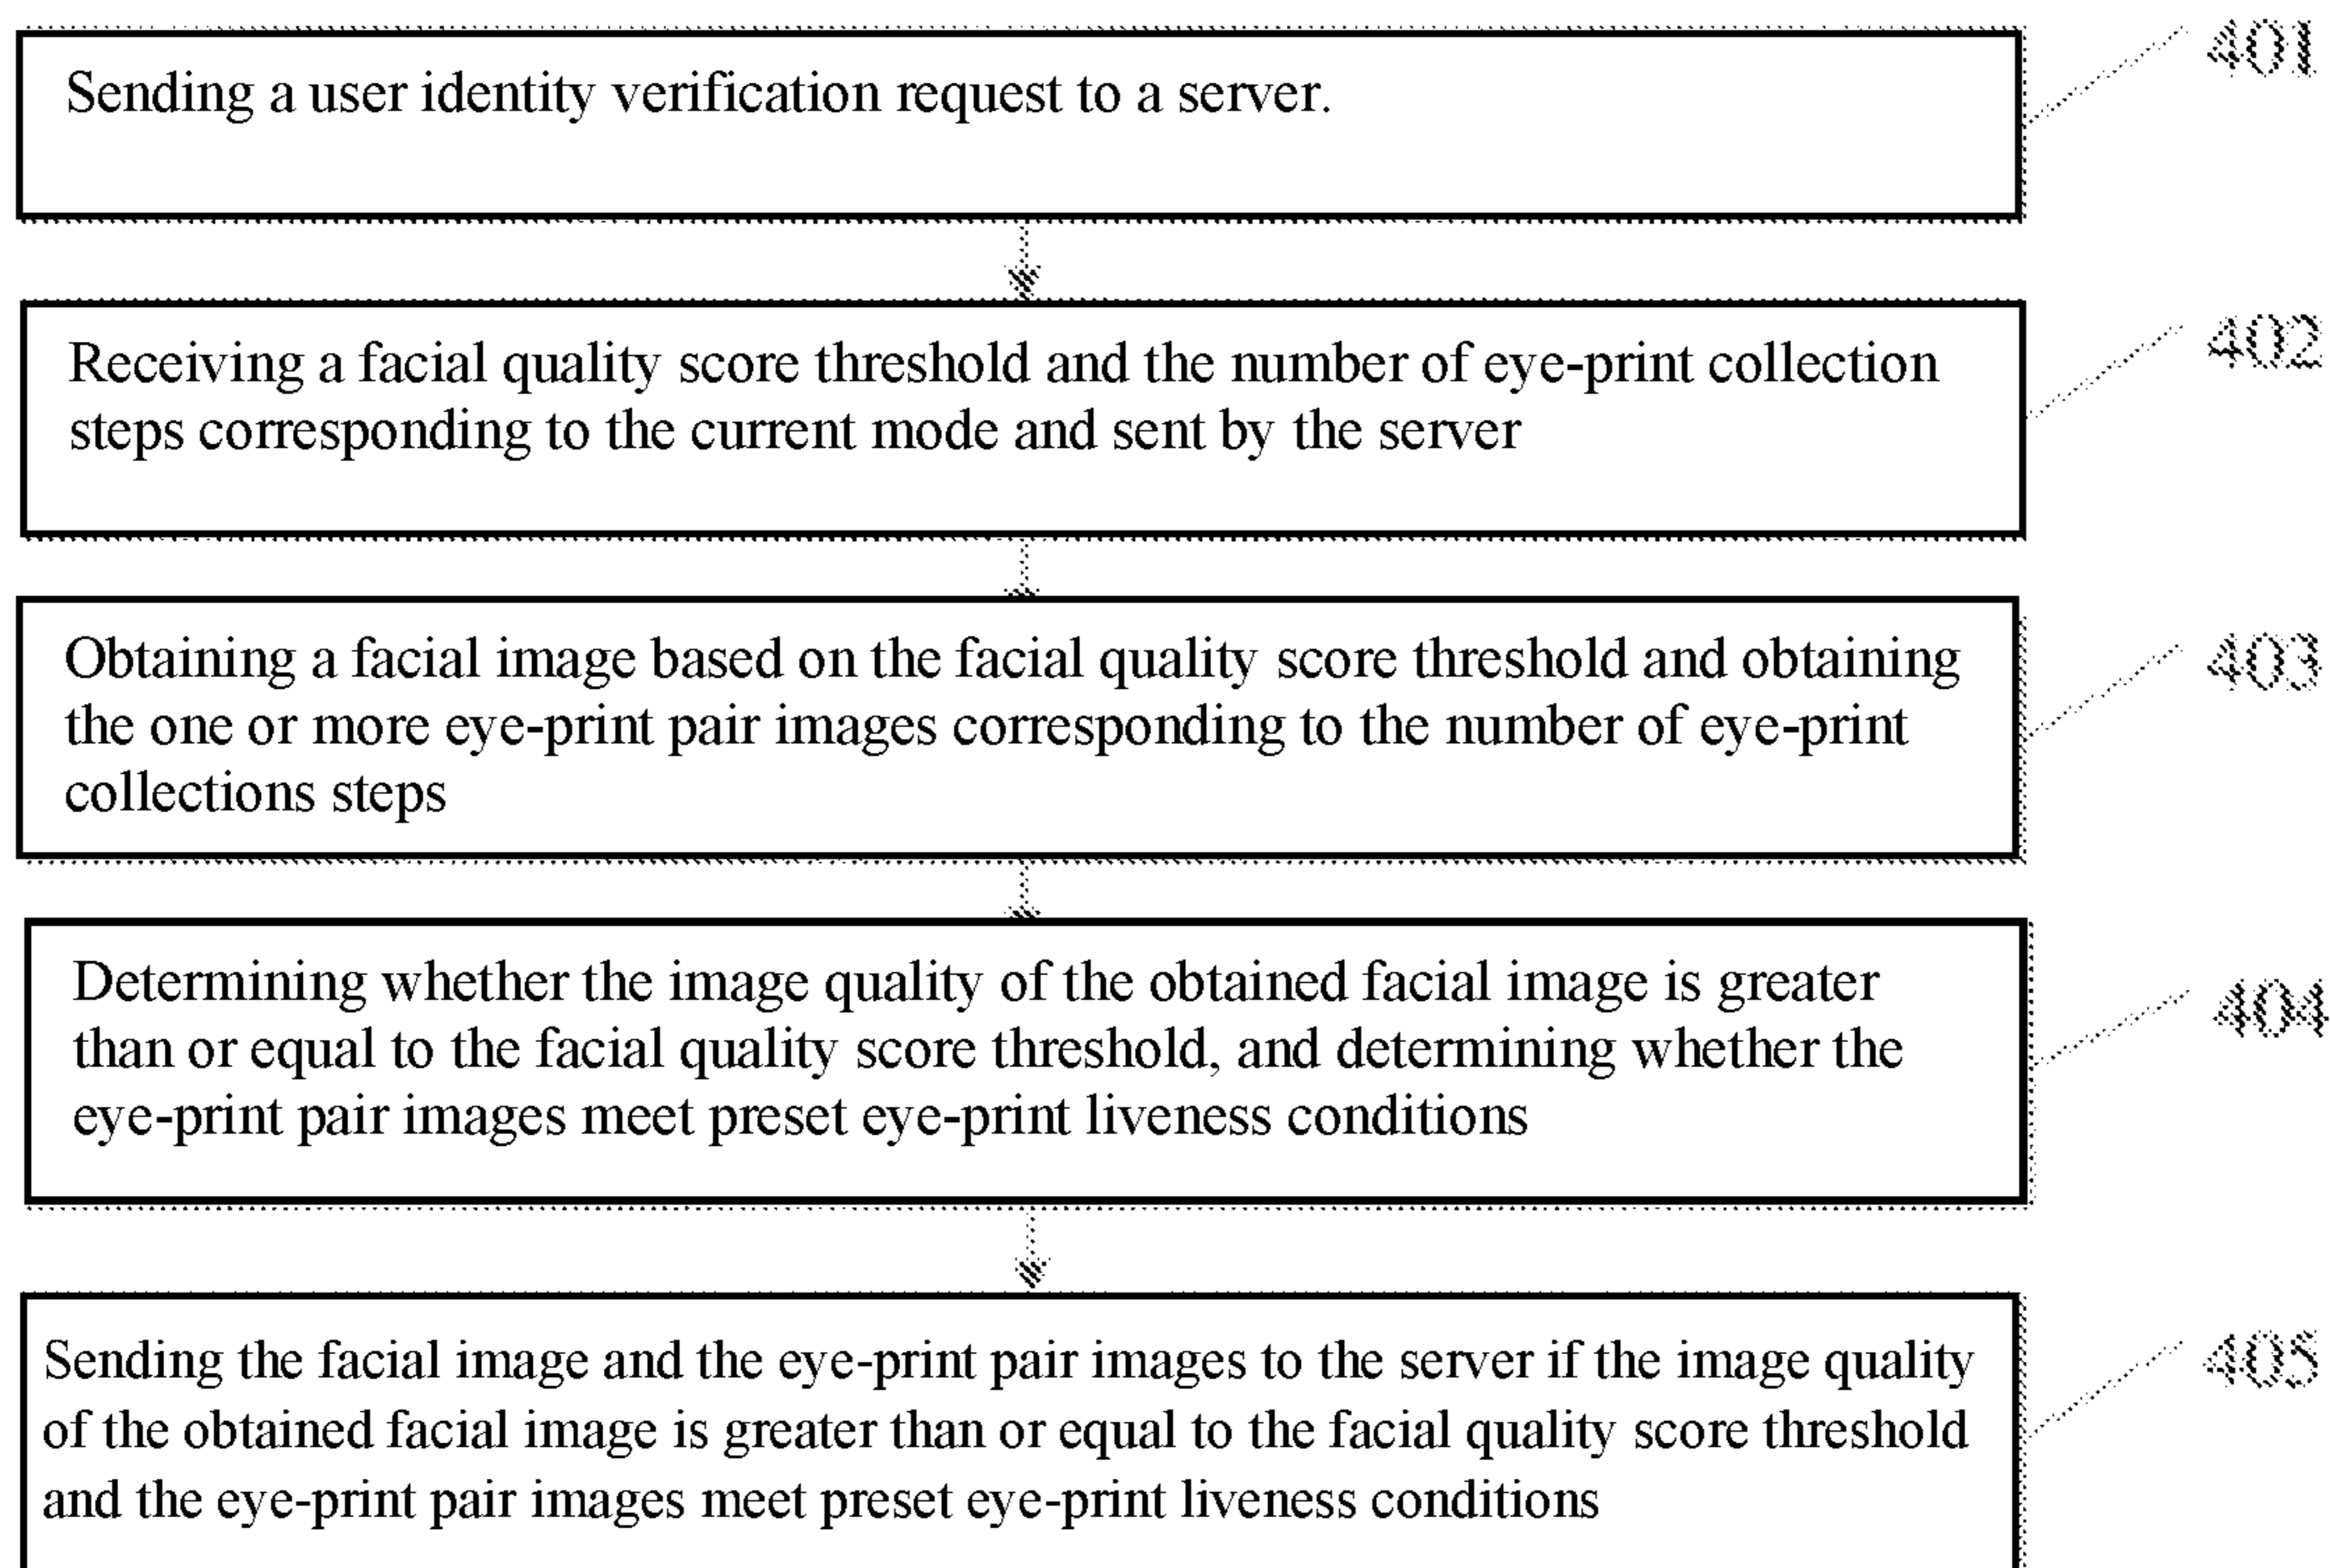 Sending a user identity verification request to a server.
401
Receiving a facial quality score threshold and the number of eye-print collection
steps corresponding to the current mode and sent by the server
402
Obtaining a facial image based on the facial quality score threshold and obtaining
the one or more eye-print pair images corresponding to the number of eye-print
collections steps
403
Determining whether the image quality of the obtained facial image is greater
than or equal to the facial quality score threshold, and determining whether the
eye-print pair images meet preset eye-print liveness conditions
404
Sending the facial image and the eye-print pair images to the server if the image quality
of the obtained facial image is greater than or equal to the facial quality score threshold
and the eye-print pair images meet preset eye-print liveness conditions
405